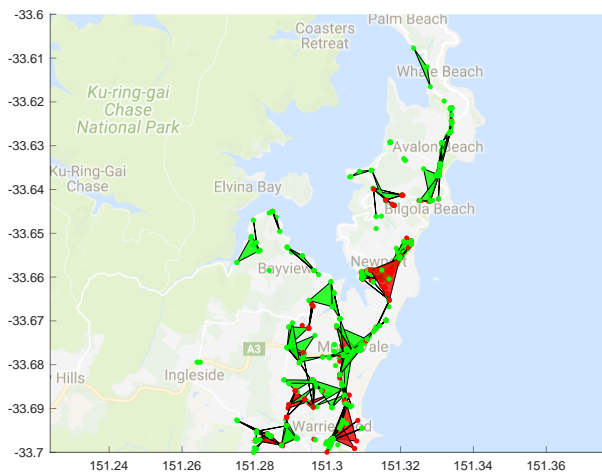 -33.6
-33.61
-33.62
-33.63
-33.64
-33.65
-33.66
-33.67
-33.68
-33.69
-33.7
151.24
151.26
151.28
151.3
151.32
151.34
151.36
Palm Beach
Coasters
Retreat
Whale Beach
Ku-ring-gai
Chase
National Park
Avalon Beach
Ku-Ring-Gai
Chase
Elvina Bay
Bilgola Beach
Newport
Bayview
A3
Hills
Ingleside